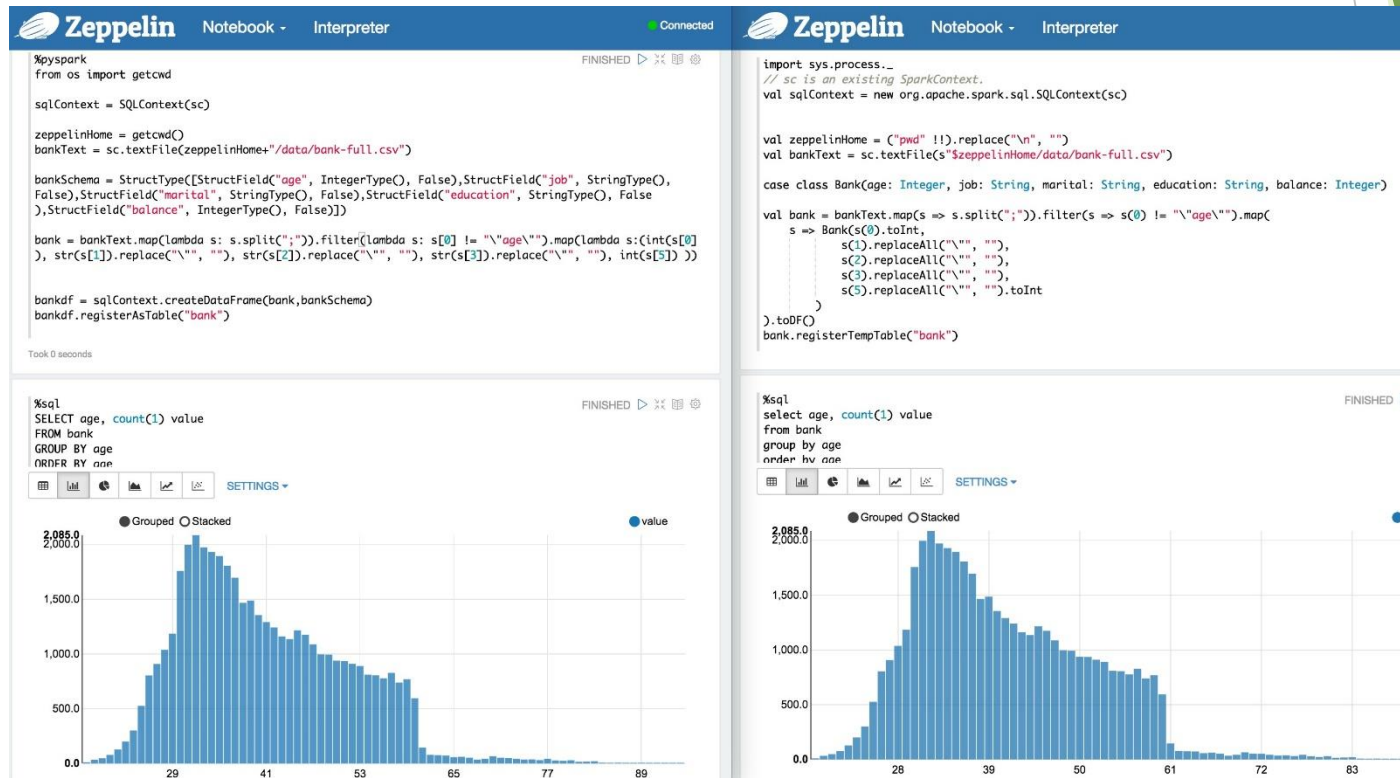 Zeppelin Notebook Interpreter Connected
%pyspark FINISHED
from os import getcwd
sqlContext = SQLContext(sc)
zeppelinHome = getcwd()
bankText = sc.textFile(zeppelinHome+"/data/bank-full.csv")
bankSchema = StructType([StructField("age", IntegerType(), False),StructField("job", StringType(),
False),StructField("marital", StringType(), False),StructField("education", StringType(), False
),StructField("balance", IntegerType(), False)])
bank = bankText.map(lambda s: s.split(";")).filter(lambda s: s[0] != "\"age\"").map(lambda s:(int(s[0]
), str(s[1]).replace("\"", ""), str(s[2]).replace("\"", ""), str(s[3]).replace("\"", ""), int(s[5]) ))
bankdf = sqlContext.createDataFrame(bank,bankSchema)
bankdf.registerAsTable("bank")
Took 0 seconds
%sql FINISHED
SELECT age, count(1) value
FROM bank
GROUP BY age
ORDER BY age
SETTINGS
Grouped Stacked value
2,085.0
2,000.0
1,500.0
1,000.0
500.0
0.0
29 41 53 65 77 89
Zeppelin Notebook Interpreter
import sys.process._
// sc is an existing SparkContext.
val sqlContext = new org.apache.spark.sql.SQLContext(sc)
val zeppelinHome = ("pwd" !!).replace("\n", "")
val bankText = sc.textFile(s"$zeppelinHome/data/bank-full.csv")
case class Bank(age: Integer, job: String, marital: String, education: String, balance: Integer)
val bank = bankText.map(s => s.split(";")).filter(s => s(0) != "\"age\"").map(
s => Bank(s(0).toInt,
s(1).replaceAll("\"", ""),
s(2).replaceAll("\"", ""),
s(3).replaceAll("\"", ""),
s(5).replaceAll("\"", "").toInt
)
).toDF()
bank.registerTempTable("bank")
%sql FINISHED
select age, count(1) value
from bank
group by age
order by age
SETTINGS
Grouped Stacked
2,085.0
2,000.0
1,500.0
1,000.0
500.0
0.0
28 39 50 61 72 83